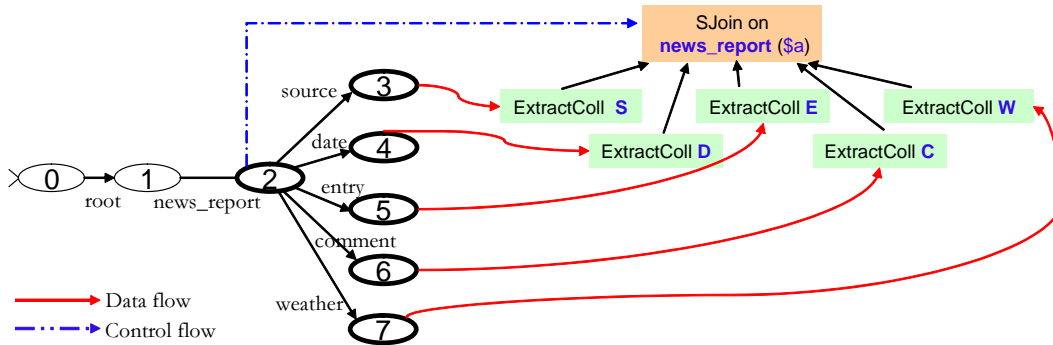 SJoin on
news_report ($a)
source
3
ExtractColl S
ExtractColl E
ExtractColl W
date
4
ExtractColl D
ExtractColl C
0
1
2
root
news_report
entry
5
comment
6
weather
7
Data flow
Control flow